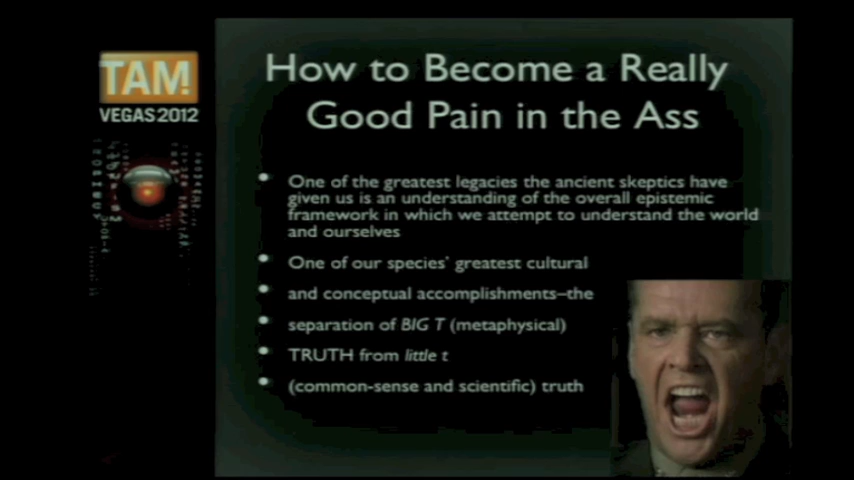 TAM!
VEGAS 2012
How to Become a Really
Good Pain in the Ass
One of the greatest legacies the ancient skeptics have
given us is an understanding of the overall epistemic
framework in which we attempt to understand the world
and ourselves
One of our species' greatest cultural
and conceptual accomplishments–the
separation of BIG T (metaphysical)
TRUTH from little t
(common-sense and scientific) truth